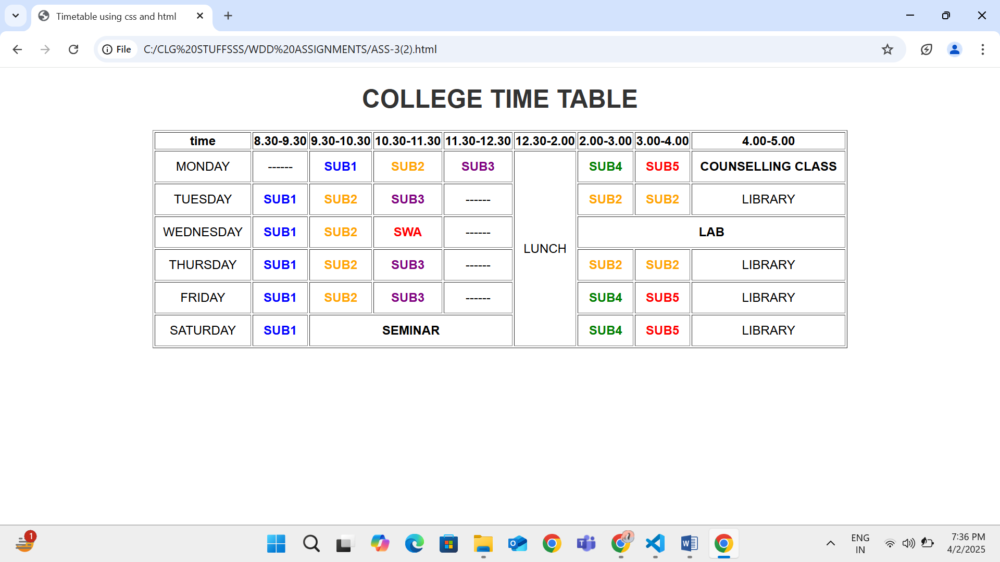 Timetable using css and html
File C:/CLG%20STUFFSSS/WDD%20ASSIGNMENTS/ASS-3(2).html
COLLEGE TIME TABLE
time 8.30-9.30 9.30-10.30 10.30-11.30 11.30-12.30 12.30-2.00 2.00-3.00 3.00-4.00 4.00-5.00
MONDAY ------ SUB1 SUB2 SUB3 SUB4 SUB5 COUNSELLING CLASS
TUESDAY SUB1 SUB2 SUB3 ------ SUB2 SUB2 LIBRARY
WEDNESDAY SUB1 SUB2 SWA ------ LAB
LUNCH
THURSDAY SUB1 SUB2 SUB3 ------ SUB2 SUB2 LIBRARY
FRIDAY SUB1 SUB2 SUB3 ------ SUB4 SUB5 LIBRARY
SATURDAY SUB1 SEMINAR SUB4 SUB5 LIBRARY
1
ENG
IN
7:36 PM
4/2/2025